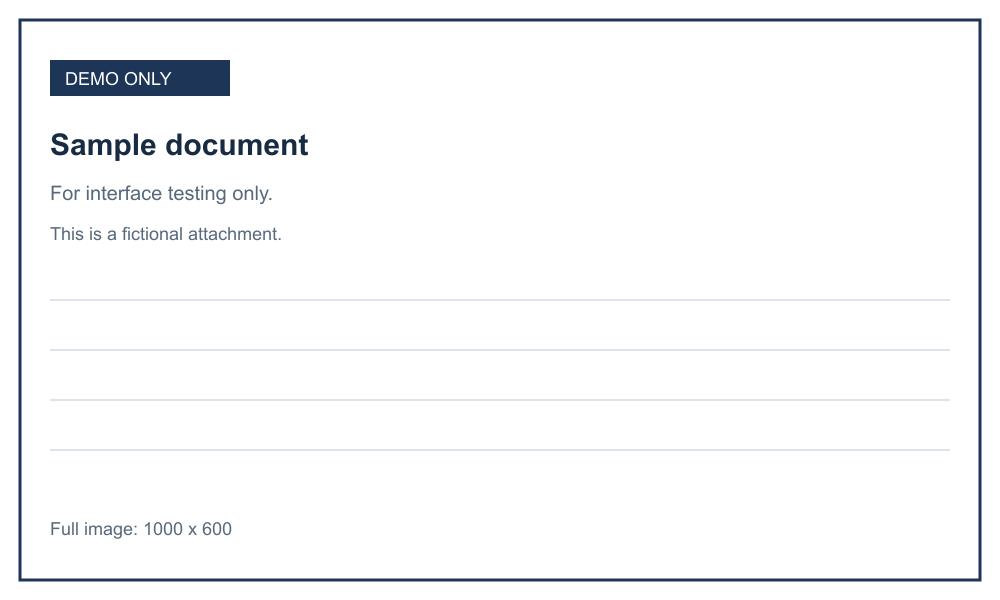 DEMO ONLY
Sample document
For interface testing only.
This is a fictional attachment.
Full image: 1000 x 600